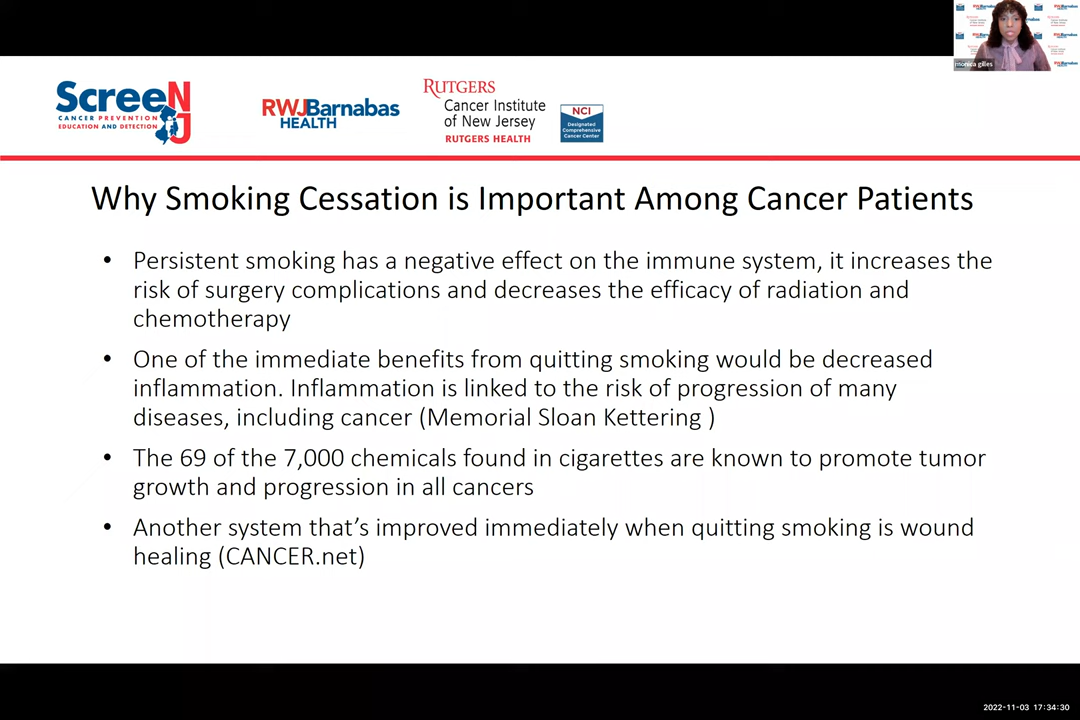 ScreeNJ
CANCER PREVENTION
EDUCATION AND DETECTION
RWJBarnabas
HEALTH
RUTGERS
Cancer Institute
of New Jersey
RUTGERS HEALTH
NCI
Designated
Comprehensive
Cancer Center
monica gilles
Why Smoking Cessation is Important Among Cancer Patients
• Persistent smoking has a negative effect on the immune system, it increases the
risk of surgery complications and decreases the efficacy of radiation and
chemotherapy
• One of the immediate benefits from quitting smoking would be decreased
inflammation. Inflammation is linked to the risk of progression of many
diseases, including cancer (Memorial Sloan Kettering )
• The 69 of the 7,000 chemicals found in cigarettes are known to promote tumor
growth and progression in all cancers
• Another system that’s improved immediately when quitting smoking is wound
healing (CANCER.net)
2022-11-03 17:34:30